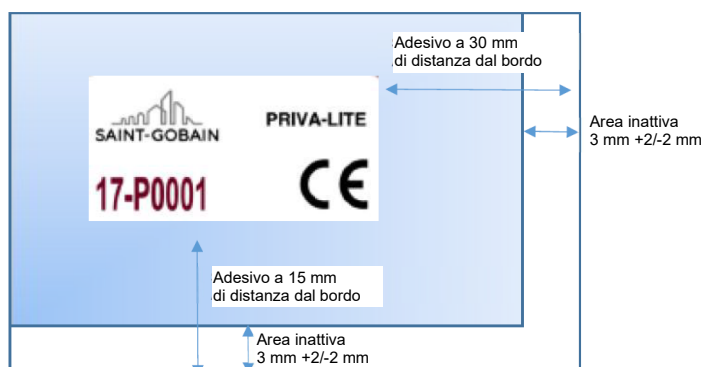 Adesivo a 30 mm
di distanza dal bordo
Area inattiva
3 mm +2/-2 mm
SAINT-GOBAIN
PRIVA-LITE
17-P0001
CE
Adesivo a 15 mm
di distanza dal bordo
Area inattiva
3 mm +2/-2 mm